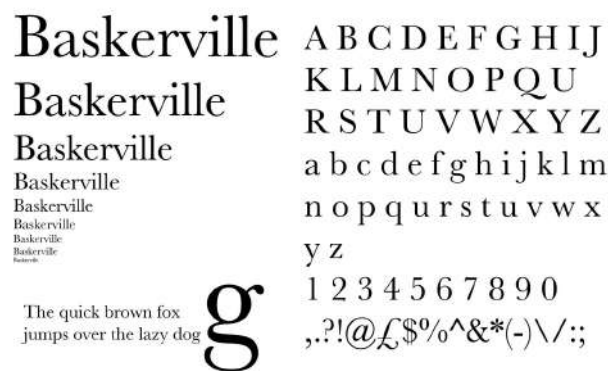 Baskerville
Baskerville
Baskerville
Baskerville
Baskerville
Baskerville
Baskerville
Baskerville
Baskerville
The quick brown fox
jumps over the lazy dog
g
A B C D E F G H I J
K L M N O P Q U
R S T U V W X Y Z
a b c d e f g h i j k l m
n o p q u r s t u v w x
y z
1 2 3 4 5 6 7 8 9 0
,.?!@£$%^&*(-)\/:;